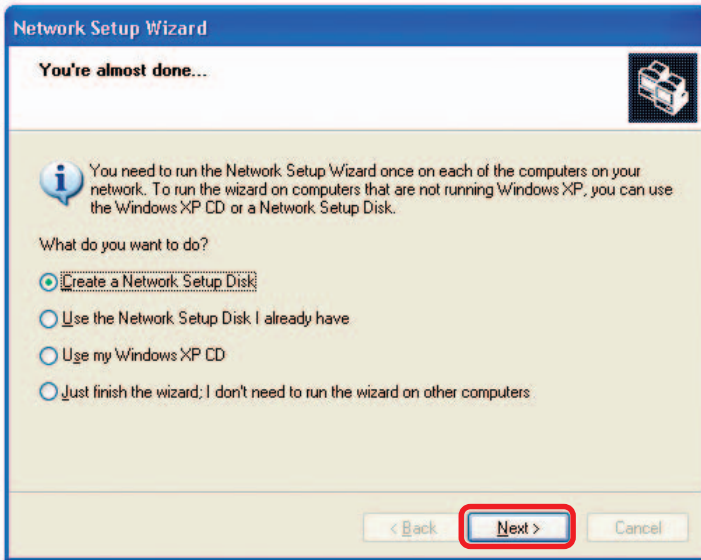 Network Setup Wizard
You're almost done...
You need to run the Network Setup Wizard once on each of the computers on your
network. To run the wizard on computers that are not running Windows XP, you can use
the Windows XP CD or a Network Setup Disk.
What do you want to do?
Create a Network Setup Disk
Use the Network Setup Disk I already have
Use my Windows XP CD
Just finish the wizard; I don't need to run the wizard on other computers
< Back Next > Cancel